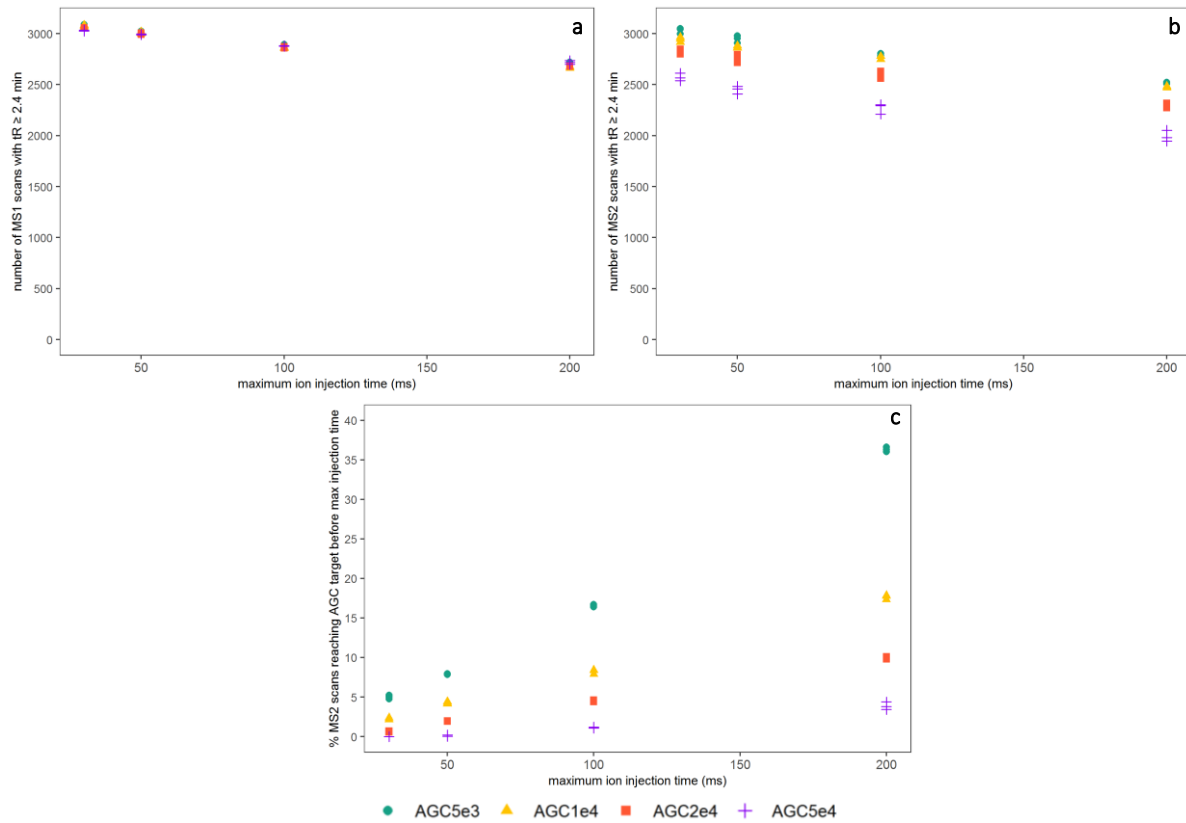 a
number of MS1 scans with tR ≥ 2.4 min
3000
2500
2000
1500
1000
500
0
50 100 150 200
maximum ion injection time (ms)
b
number of MS2 scans with tR ≥ 2.4 min
3000
2500
2000
1500
1000
500
0
50 100 150 200
maximum ion injection time (ms)
c
% MS2 scans reaching AGC target before max injection time
40
35
30
25
20
15
10
5
0
50 100 150 200
maximum ion injection time (ms)
AGC5e3 AGC1e4 AGC2e4 AGC5e4